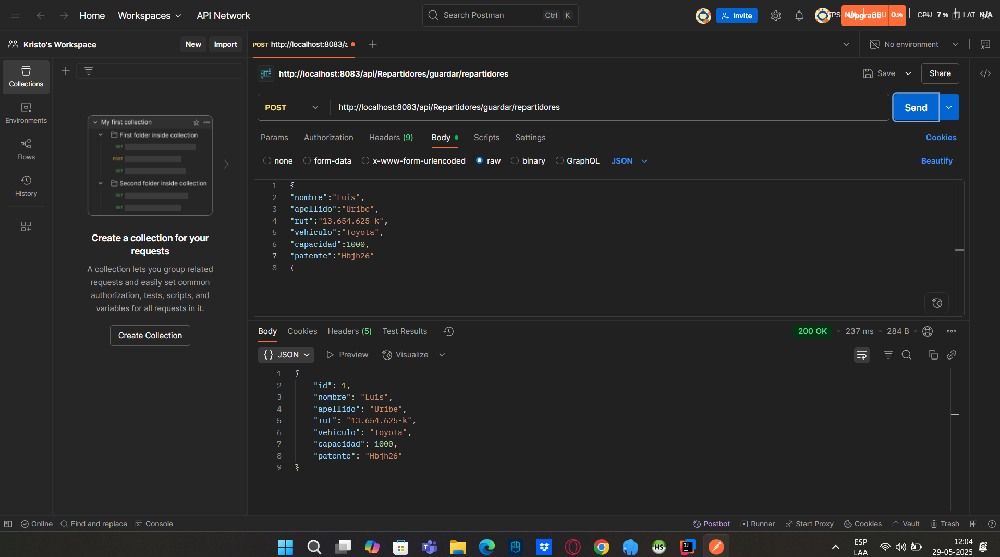 Home
Workspaces
API Network
Search Postman
Ctrl
K
Invite
FPS N/A
GPU 0%
Upgrade
CPU 7%
LAT N/A
Kristo's Workspace
New
Import
POST http://localhost:8083/a
No environment
Collections
Environments
Flows
History
My first collection
First folder inside collection
GET
POST
GET
Second folder inside collection
GET
GET
Create a collection for your
requests
A collection lets you group related
requests and easily set common
authorization, tests, scripts, and
variables for all requests in it.
Create Collection
HTTP
http://localhost:8083/api/Repartidores/guardar/repartidores
Save
Share
POST
http://localhost:8083/api/Repartidores/guardar/repartidores
Send
Params
Authorization
Headers (9)
Body
Scripts
Settings
Cookies
none
form-data
x-www-form-urlencoded
raw
binary
GraphQL
JSON
Beautify
1 {
2 "nombre":"Luis",
3 "apellido":"Uribe",
4 "rut":"13.654.625-k",
5 "vehiculo":"Toyota",
6 "capacidad":1000,
7 "patente":"Hbjh26"
8 }
Body
Cookies
Headers (5)
Test Results
200 OK
237 ms
284 B
{} JSON
Preview
Visualize
1 {
2 "id": 1,
3 "nombre": "Luis",
4 "apellido": "Uribe",
5 "rut": "13.654.625-k",
6 "vehiculo": "Toyota",
7 "capacidad": 1000,
8 "patente": "Hbjh26"
9 }
Online
Find and replace
Console
Postbot
Runner
Start Proxy
Cookies
Vault
Trash
HS
IJ
ESP
LAA
12:04
29-05-2025